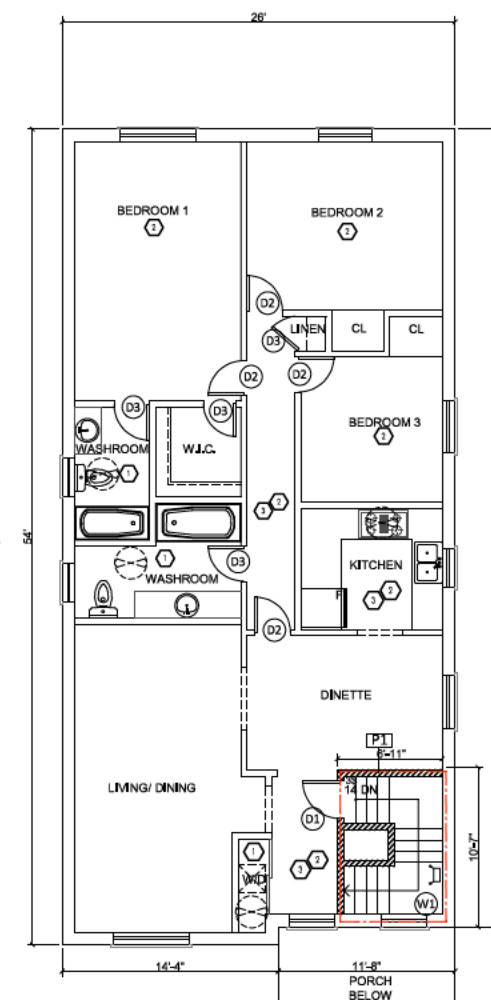 26'
BEDROOM 1
2
BEDROOM 2
2
D2
LINEN
CL
CL
D3
D2
D2
D3
D3
BEDROOM 3
2
WASHROOM
W.I.C.
1
2
3
54'
1
D3
WASHROOM
KITCHEN
2
3
F
D2
DINETTE
P1
6'-11"
LIVING/ DINING
14 DN
D1
10'-7"
1
2
3
W/D
W1
14'-4"
11'-8"
PORCH
BELOW